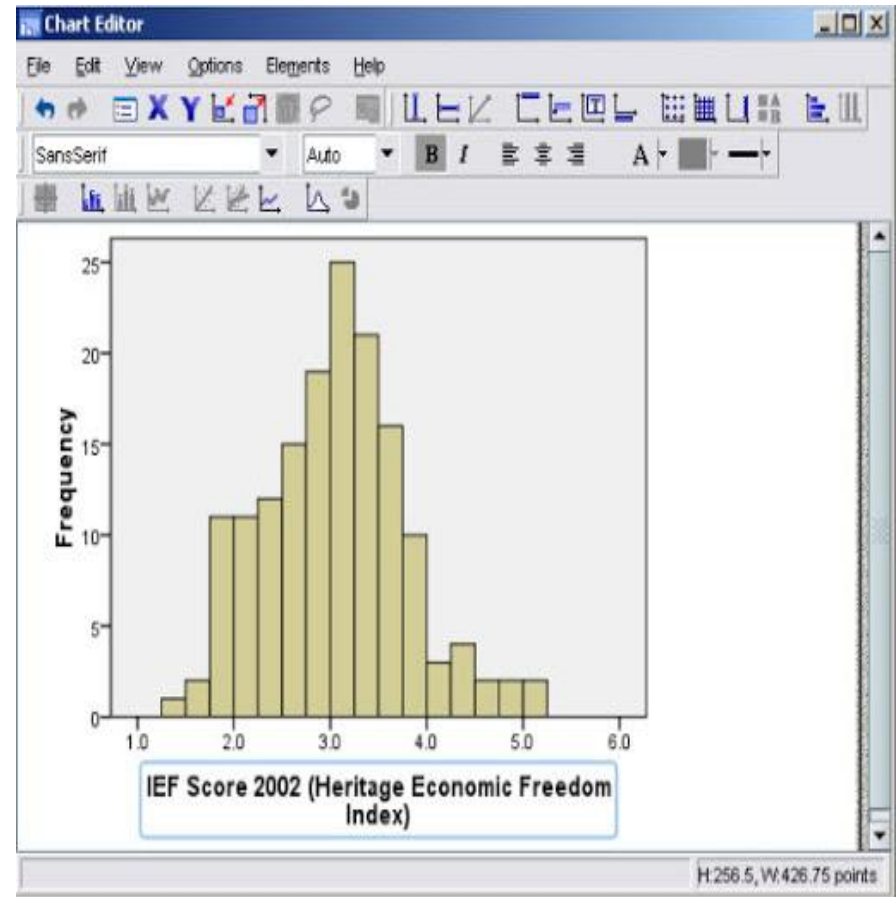 Chart Editor
File Edit View Options Elements Help
X Y T
SansSerif Auto B I A
25
20
15
10
5
0
Frequency
1.0 2.0 3.0 4.0 5.0 6.0
IEF Score 2002 (Heritage Economic Freedom
Index)
H:256.5, W:426.75 points